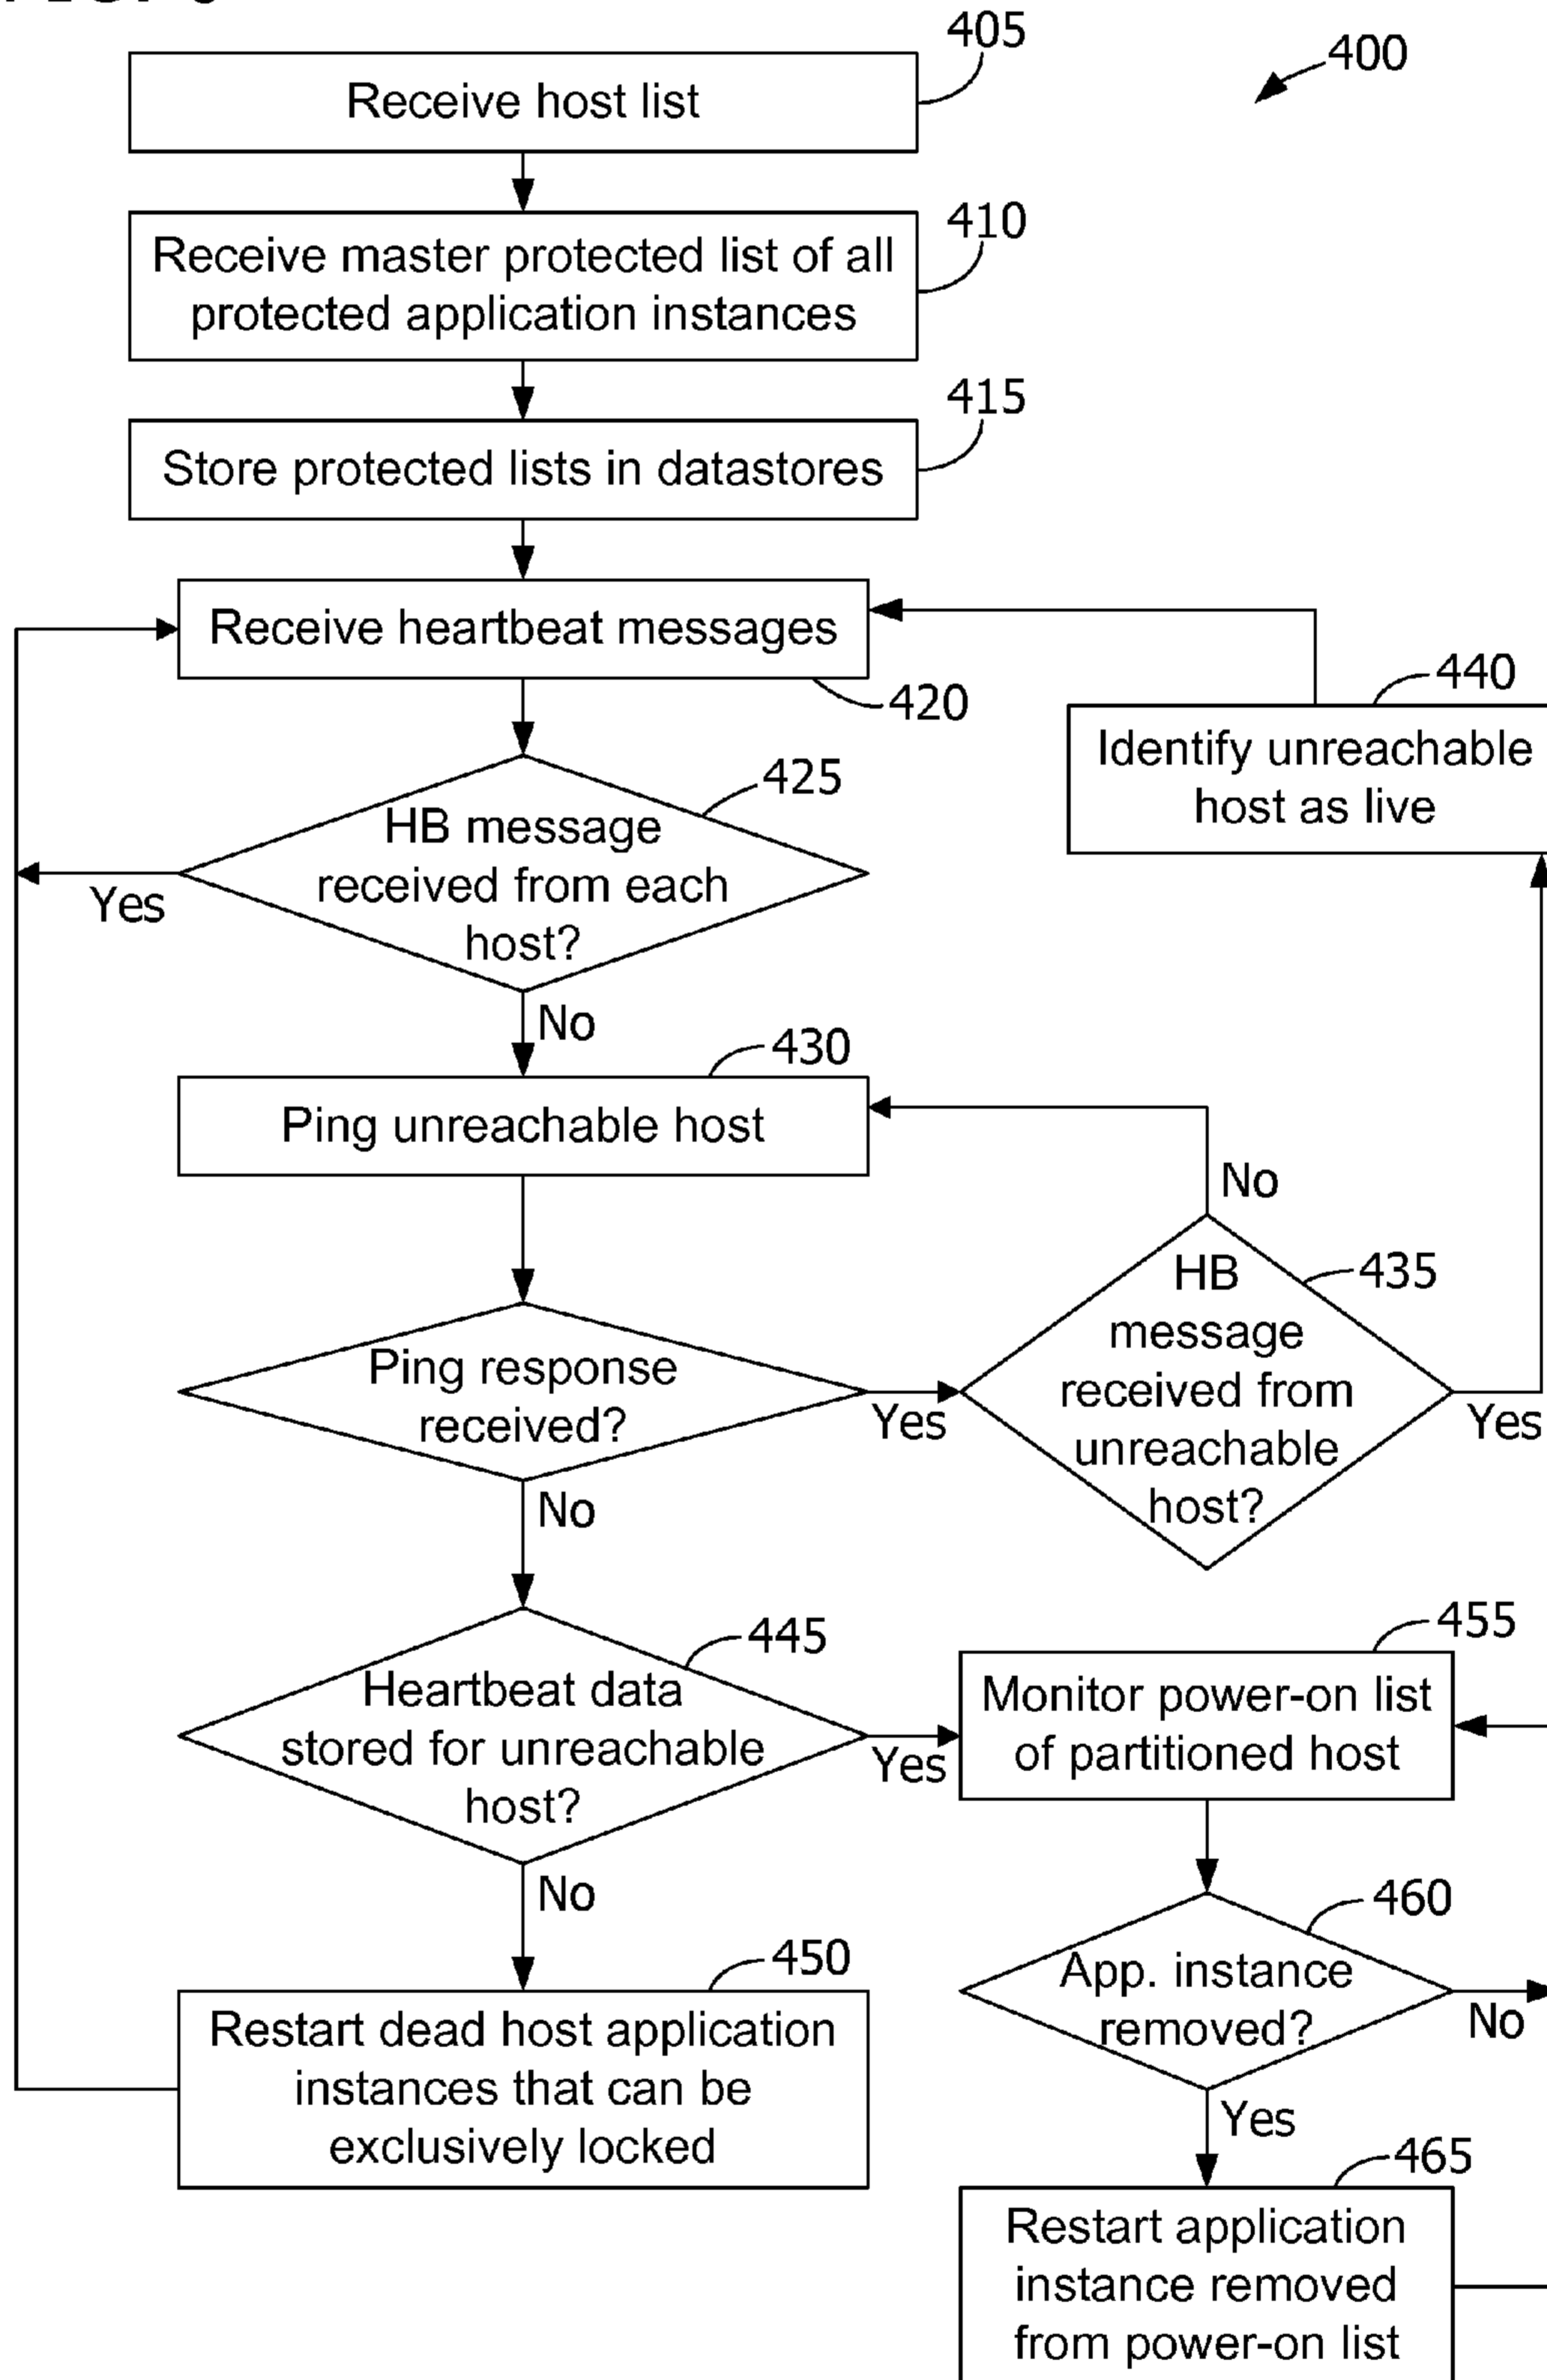 405
400
Receive host list
410
Receive master protected list of all
protected application instances
415
Store protected lists in datastores
Receive heartbeat messages
420
440
Identify unreachable
host as live
425
HB message
received from each
host?
Yes
No
430
Ping unreachable host
No
435
HB
message
received from
unreachable
host?
Ping response
received?
Yes
Yes
No
445
455
Heartbeat data
stored for unreachable
host?
Yes
Monitor power-on list
of partitioned host
No
460
App. instance
removed?
No
450
Restart dead host application
instances that can be
exclusively locked
Yes
465
Restart application
instance removed
from power-on list